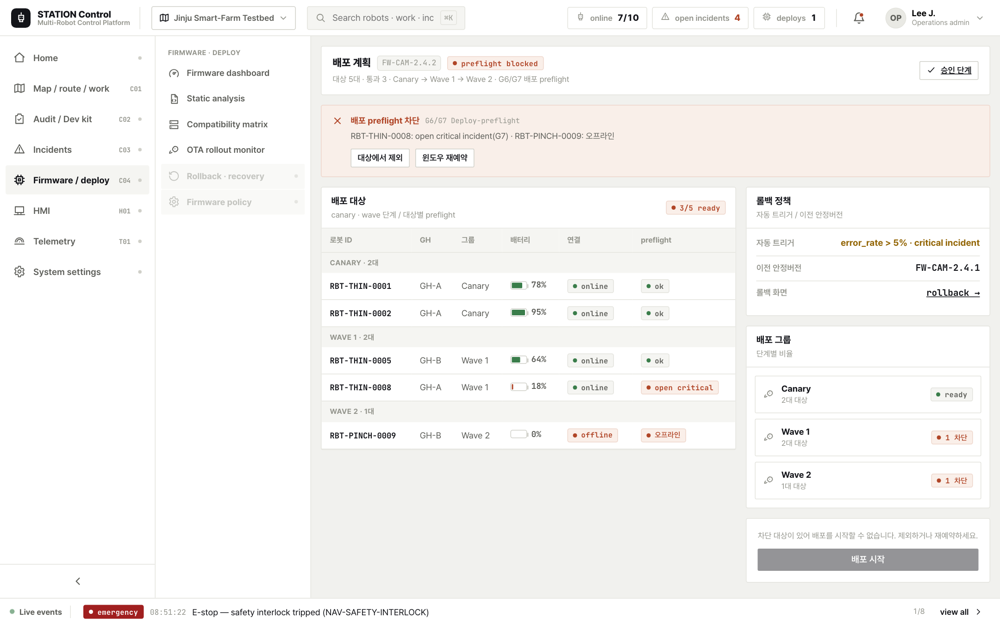 STATION Control
Multi-Robot Control Platform
Jinju Smart-Farm Testbed
Search robots · work · inc
⌘K
online 7/10
open incidents 4
deploys 1
OP
Lee J.
Operations admin
Home
Map / route / work C01
Audit / Dev kit C02
Incidents C03
Firmware / deploy C04
HMI H01
Telemetry T01
System settings
FIRMWARE · DEPLOY
Firmware dashboard
Static analysis
Compatibility matrix
OTA rollout monitor
Rollback · recovery
Firmware policy
배포 계획 FW-CAM-2.4.2 preflight blocked
대상 5대 · 통과 3 · Canary → Wave 1 → Wave 2 · G6/G7 배포 preflight
승인 단계
배포 preflight 차단 G6/G7 Deploy-preflight
RBT-THIN-0008: open critical incident(G7) · RBT-PINCH-0009: 오프라인
대상에서 제외
윈도우 재예약
배포 대상
canary · wave 단계 / 대상별 preflight
3/5 ready
로봇 ID GH 그룹 배터리 연결 preflight
CANARY · 2대
RBT-THIN-0001 GH-A Canary 78% online ok
RBT-THIN-0002 GH-A Canary 95% online ok
WAVE 1 · 2대
RBT-THIN-0005 GH-B Wave 1 64% online ok
RBT-THIN-0008 GH-A Wave 1 18% online open critical
WAVE 2 · 1대
RBT-PINCH-0009 GH-B Wave 2 0% offline 오프라인
롤백 정책
자동 트리거 / 이전 안정버전
자동 트리거 error_rate > 5% · critical incident
이전 안정버전 FW-CAM-2.4.1
롤백 화면 rollback →
배포 그룹
단계별 비율
Canary
2대 대상
ready
Wave 1
2대 대상
1 차단
Wave 2
1대 대상
1 차단
차단 대상이 있어 배포를 시작할 수 없습니다. 제외하거나 재예약하세요.
배포 시작
Live events
emergency 08:51:22 E-stop — safety interlock tripped (NAV-SAFETY-INTERLOCK)
1/8
view all